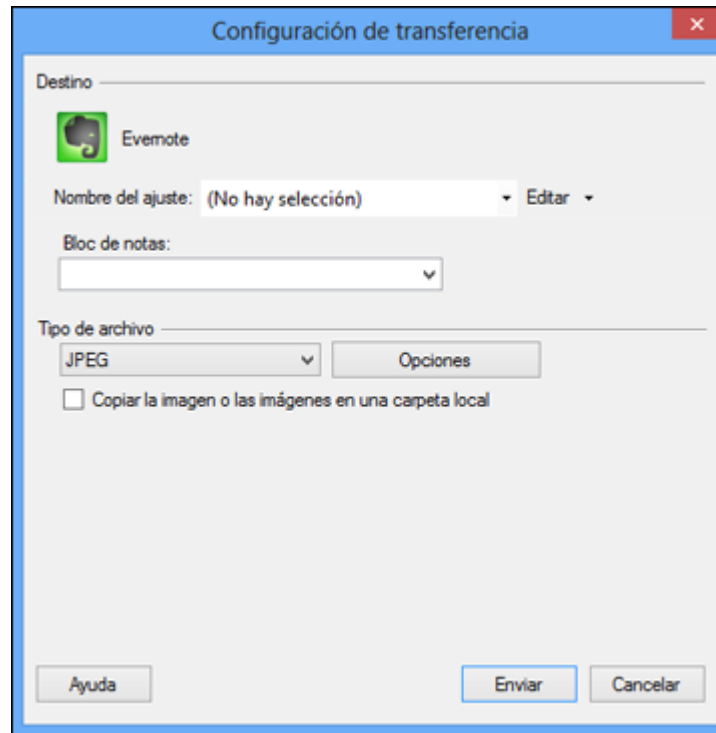 Configuración de transferencia
Destino
Evernote
Nombre del ajuste: (No hay selección) Editar
Bloc de notas:
Tipo de archivo
JPEG Opciones
Copiar la imagen o las imágenes en una carpeta local
Ayuda Enviar Cancelar